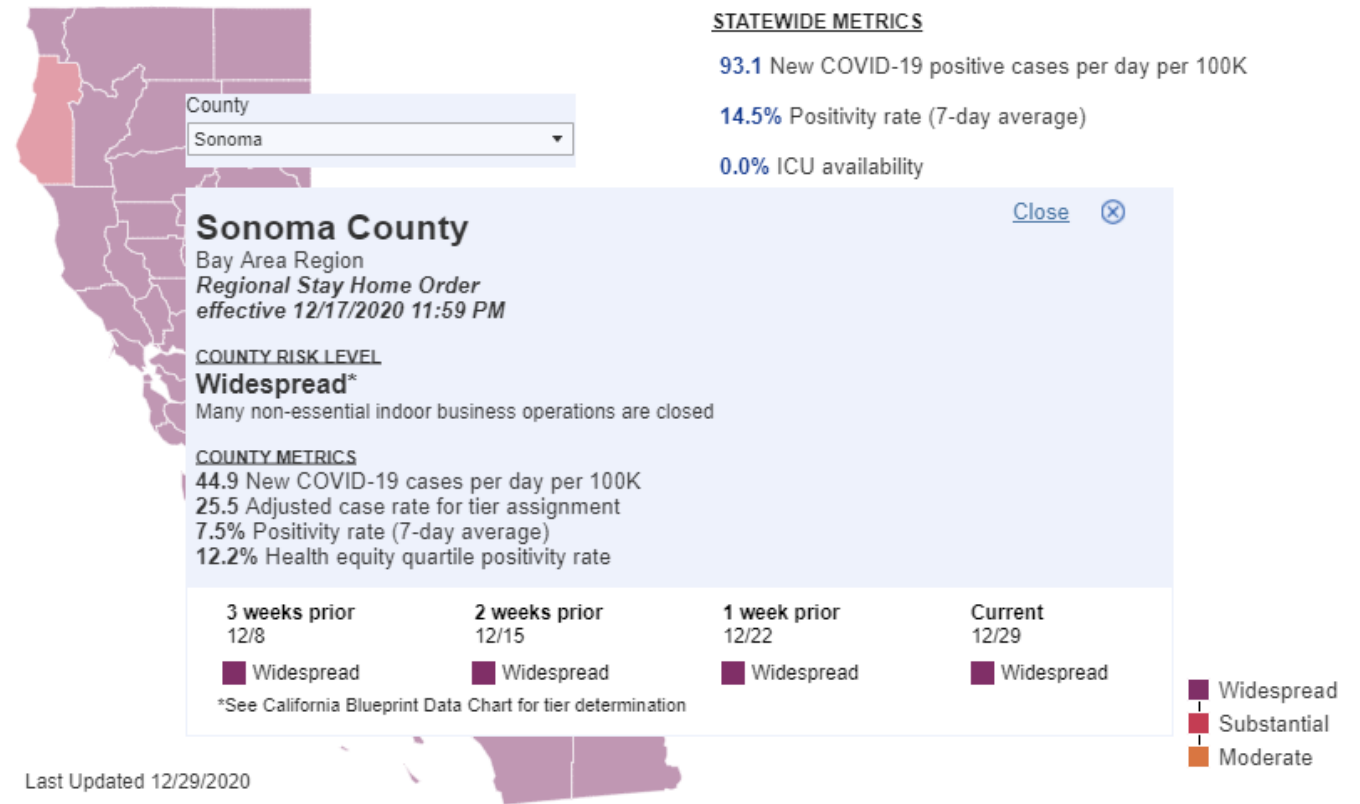 STATEWIDE METRICS
93.1 New COVID-19 positive cases per day per 100K
14.5% Positivity rate (7-day average)
0.0% ICU availability
County
Sonoma
Close
Sonoma County
Bay Area Region
Regional Stay Home Order
effective 12/17/2020 11:59 PM
COUNTY RISK LEVEL
Widespread*
Many non-essential indoor business operations are closed
COUNTY METRICS
44.9 New COVID-19 cases per day per 100K
25.5 Adjusted case rate for tier assignment
7.5% Positivity rate (7-day average)
12.2% Health equity quartile positivity rate
3 weeks prior 2 weeks prior 1 week prior Current
12/8 12/15 12/22 12/29
Widespread Widespread Widespread Widespread
*See California Blueprint Data Chart for tier determination
Widespread
Substantial
Moderate
Last Updated 12/29/2020